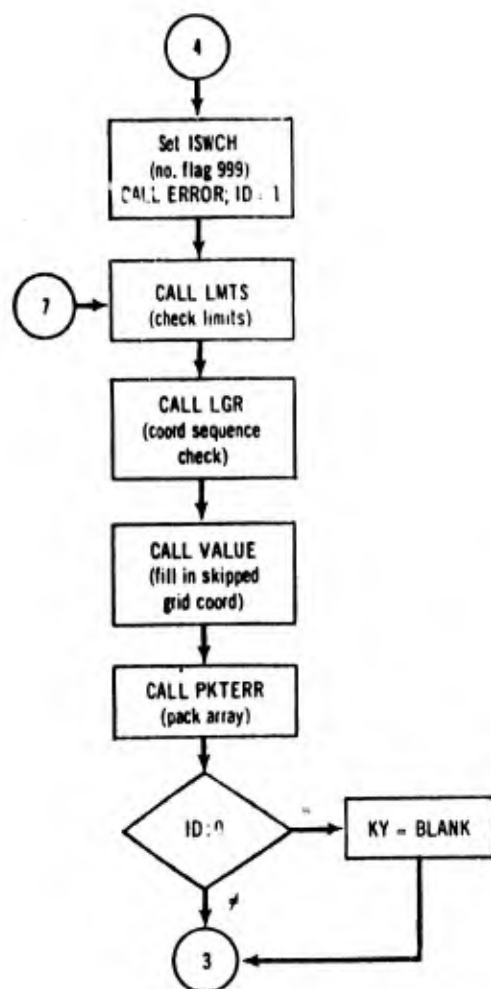 4
Set ISWCH
(no. flag 999)
CALL ERROR; ID = 1
7
CALL LMTS
(check limits)
CALL LGR
(coord sequence
check)
CALL VALUE
(fill in skipped
grid coord)
CALL PKTERR
(pack array)
ID:0
=
KY = BLANK
≠
3